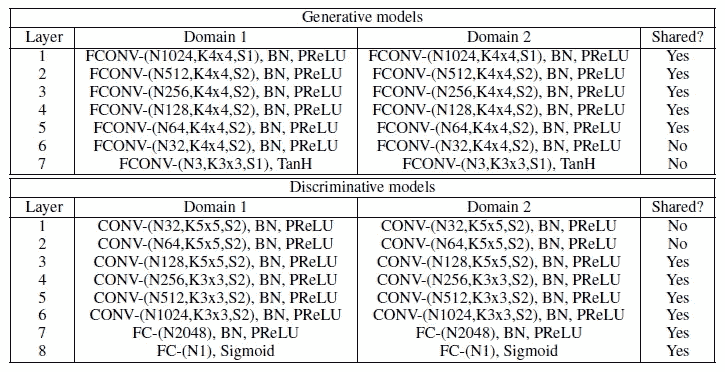 Generative models
Layer Domain 1 Domain 2 Shared?
1 FCONV-(N1024,K4x4,S1), BN, PReLU FCONV-(N1024,K4x4,S1), BN, PReLU Yes
2 FCONV-(N512,K4x4,S2), BN, PReLU FCONV-(N512,K4x4,S2), BN, PReLU Yes
3 FCONV-(N256,K4x4,S2), BN, PReLU FCONV-(N256,K4x4,S2), BN, PReLU Yes
4 FCONV-(N128,K4x4,S2), BN, PReLU FCONV-(N128,K4x4,S2), BN, PReLU Yes
5 FCONV-(N64,K4x4,S2), BN, PReLU FCONV-(N64,K4x4,S2), BN, PReLU Yes
6 FCONV-(N32,K4x4,S2), BN, PReLU FCONV-(N32,K4x4,S2), BN, PReLU No
7 FCONV-(N3,K3x3,S1), TanH FCONV-(N3,K3x3,S1), TanH No
Discriminative models
Layer Domain 1 Domain 2 Shared?
1 CONV-(N32,K5x5,S2), BN, PReLU CONV-(N32,K5x5,S2), BN, PReLU No
2 CONV-(N64,K5x5,S2), BN, PReLU CONV-(N64,K5x5,S2), BN, PReLU No
3 CONV-(N128,K5x5,S2), BN, PReLU CONV-(N128,K5x5,S2), BN, PReLU Yes
4 CONV-(N256,K3x3,S2), BN, PReLU CONV-(N256,K3x3,S2), BN, PReLU Yes
5 CONV-(N512,K3x3,S2), BN, PReLU CONV-(N512,K3x3,S2), BN, PReLU Yes
6 CONV-(N1024,K3x3,S2), BN, PReLU CONV-(N1024,K3x3,S2), BN, PReLU Yes
7 FC-(N2048), BN, PReLU FC-(N2048), BN, PReLU Yes
8 FC-(N1), Sigmoid FC-(N1), Sigmoid Yes